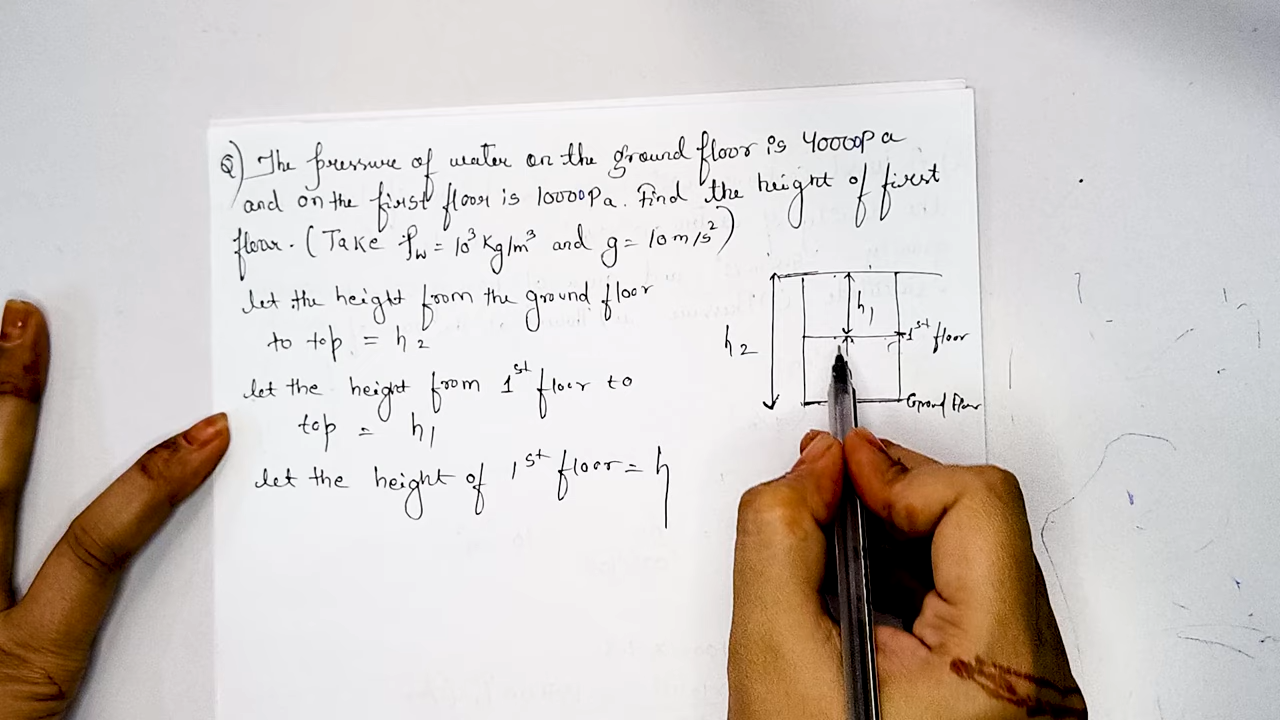 Q) The pressure of water on the ground floor is 40000Pa
and on the first floor is 10000Pa. Find the height of first
floor. (Take ρw = 10³ Kg/m³ and g = 10 m/s²)
let the height from the ground floor
to top = h2
let the height from 1st floor to
top = h1
let the height of 1st floor = h
h1
h2
1st floor
Ground floor